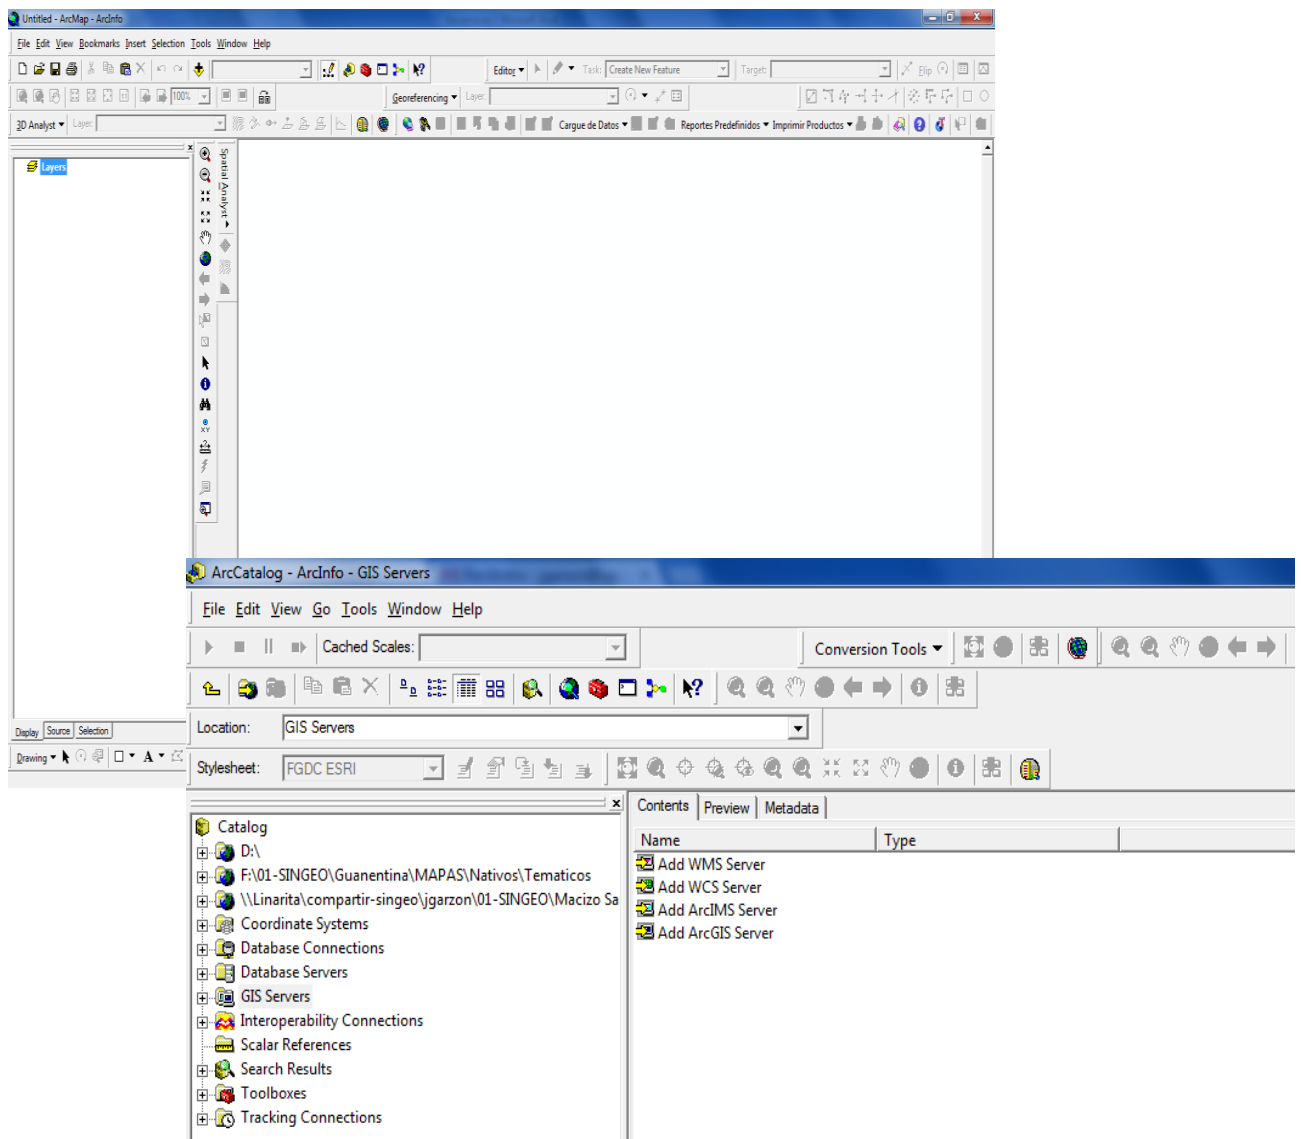 Untitled - ArcMap - ArcInfo
File Edit View Bookmarks Insert Selection Tools Window Help
Editor Task: Create New Feature Target: Flip
100% Georeferencing Layer:
3D Analyst Layer: Cargue de Datos Reportes Predefinidos Imprimir Productos
Layers
Spatial Analyst
XY
Display Source Selection
Drawing A
ArcCatalog - ArcInfo - GIS Servers
File Edit View Go Tools Window Help
Cached Scales: Conversion Tools
Location: GIS Servers
Stylesheet: FGDC ESRI
Contents Preview Metadata
Name Type
Catalog
D:\
F:\01-SINGEO\Guanentina\MAPAS\Nativos\Tematicos
\\Linarita\compartir-singeo\jgarzon\01-SINGEO\Macizo Sa
Coordinate Systems
Database Connections
Database Servers
GIS Servers
Interoperability Connections
Scalar References
Search Results
Toolboxes
Tracking Connections
Add WMS Server
Add WCS Server
Add ArcIMS Server
Add ArcGIS Server